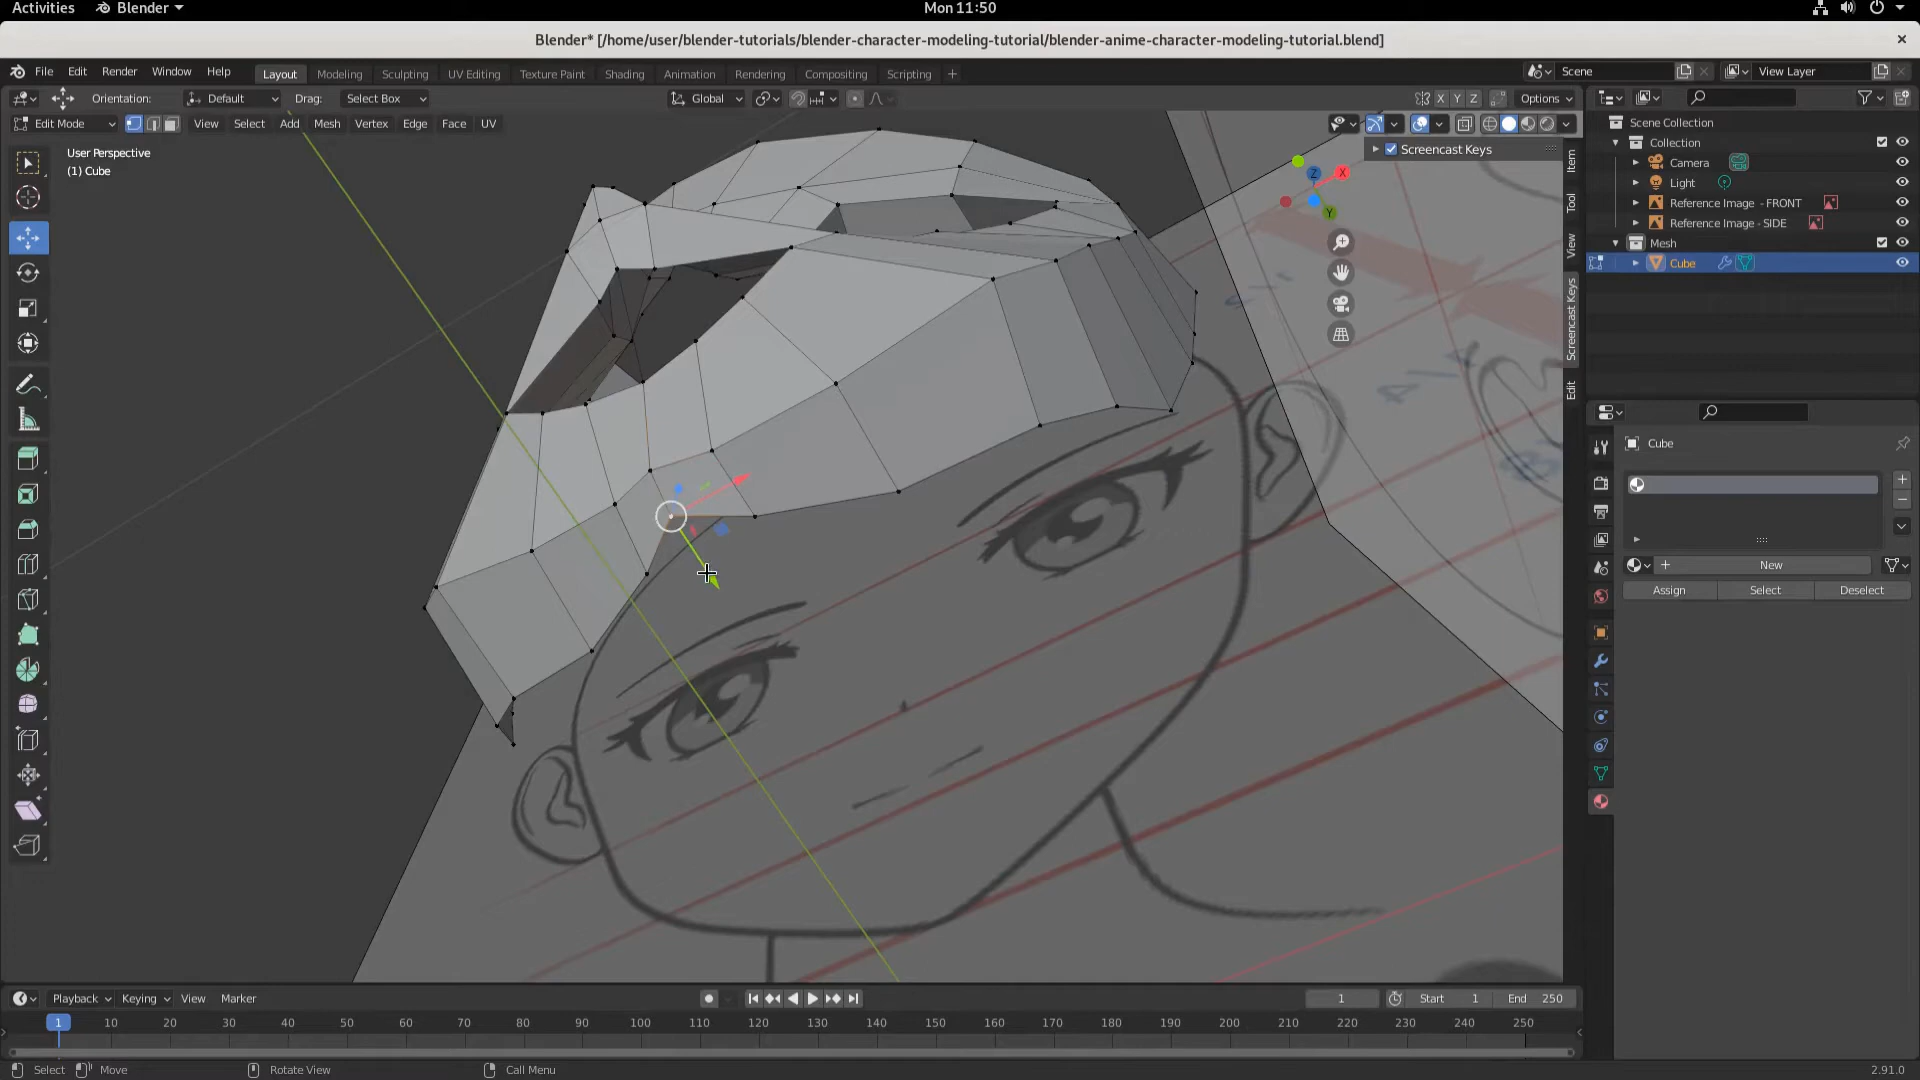 Activities Blender Mon 11:50
Blender* [/home/user/blender-tutorials/blender-character-modeling-tutorial/blender-anime-character-modeling-tutorial.blend]
File Edit Render Window Help Layout Modeling Sculpting UV Editing Texture Paint Shading Animation Rendering Compositing Scripting Scene View Layer
Orientation: Default Drag: Select Box Global X Y Z Options
Edit Mode View Select Add Mesh Vertex Edge Face UV
User Perspective
(1) Cube
Screencast Keys
Z X Y
Item
Tool
View
Screencast Keys
Edit
Scene Collection
Collection
Camera
Light
Reference Image - FRONT
Reference Image - SIDE
Mesh
Cube
Cube
New
Assign Select Deselect
Playback Keying View Marker 1 Start 1 End 250
1 10 20 30 40 50 60 70 80 90 100 110 120 130 140 150 160 170 180 190 200 210 220 230 240 250
Select Move Rotate View Call Menu 2.91.0